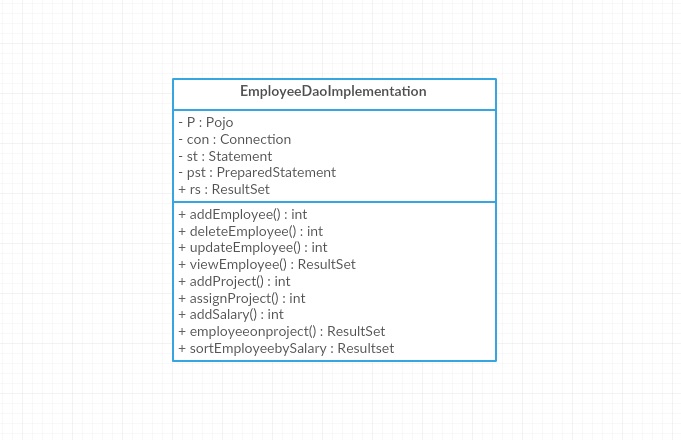 EmployeeDaoImplementation
- P : Pojo
- con : Connection
- st : Statement
- pst : PreparedStatement
+ rs : ResultSet
+ addEmployee() : int
+ deleteEmployee() : int
+ updateEmployee() : int
+ viewEmployee() : ResultSet
+ addProject() : int
+ assignProject() : int
+ addSalary() : int
+ employeeonproject() : ResultSet
+ sortEmployeebySalary : Resultset